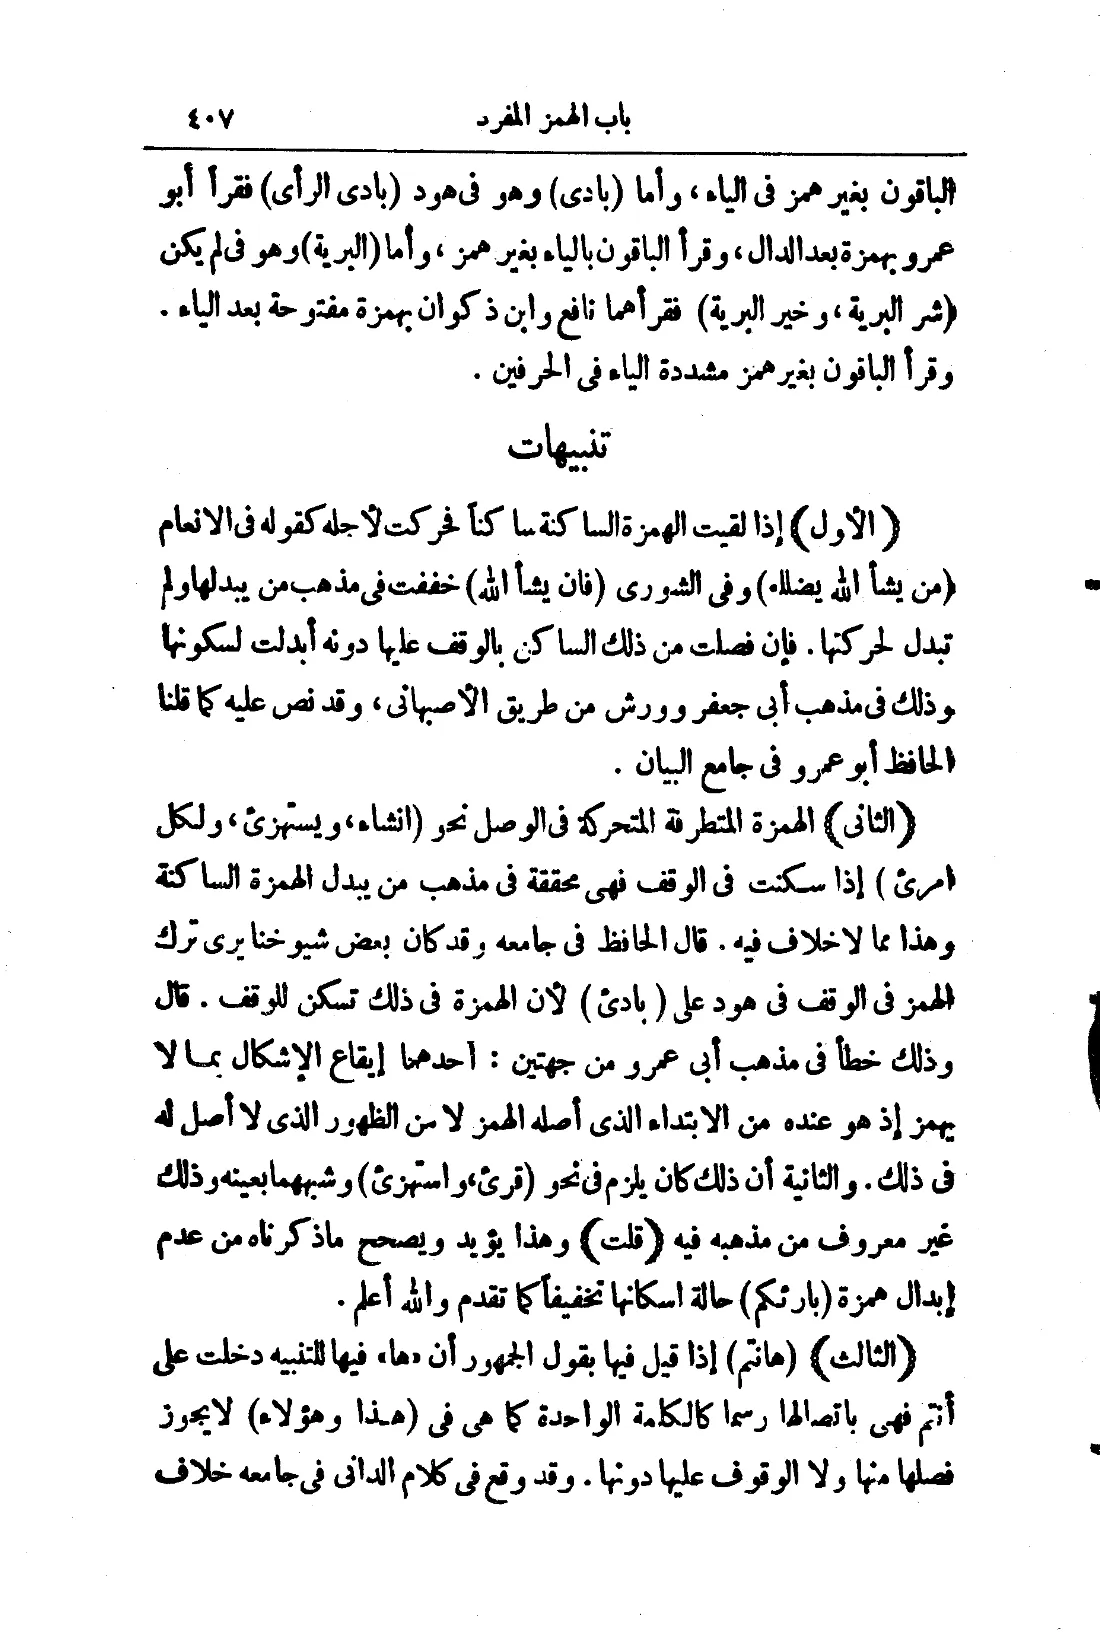 باب الهمز المفرد ٤٠٧
الباقون بغير همز فى الياء ، وأما (بادى) وهو فى هود (بادى الرأى) فقرأ أبو
عمرو بهمزة بعد الدال ، وقرأ الباقون بالياء بغير همز ، وأما (البرية) وهو فى لم يكن
(شر البرية ، وخير البرية) فقرأهما نافع وابن ذكوان بهمزة مفتوحة بعد الياء .
وقرأ الباقون بغير همز مشددة الياء فى الحرفين .
تنبيهات
(الأول) إذا لقيت الهمزة الساكنة ساكناً فحركت لأجله كقوله فى الانعام
(من يشأ الله يضلله) وفى الشورى (فان يشأ الله) خففت فى مذهب من يبدلها ولم
تبدل لحركتها . فإن فصلت من ذلك الساكن بالوقف عليها دونه أبدلت لسكونها
وذلك فى مذهب أبى جعفر وورش من طريق الأصبهانى ، وقد نص عليه كما قلنا
الحافظ أبو عمرو فى جامع البيان .
(الثانى) الهمزة المتطرفة المتحركة فى الوصل نحو (انشاء ، ويستهزئ ، ولكل
امرئ) إذا سكنت فى الوقف فهى محققة فى مذهب من يبدل الهمزة الساكنة
وهذا مما لاخلاف فيه . قال الحافظ فى جامعه وقد كان بعض شيوخنا يرى ترك
الهمز فى الوقف فى هود على (بادئ) لأن الهمزة فى ذلك تسكن للوقف . قال
وذلك خطأ فى مذهب أبى عمرو من جهتين : أحدهما إيقاع الإشكال بما لا
يهمز إذ هو عنده من الابتداء الذى أصله الهمز لا من الظهور الذى لا أصل له
فى ذلك . والثانية أن ذلك كان يلزم فى نحو (قرئ ، واستهزئ) وشبههما بعينه وذلك
غير معروف من مذهبه فيه (قلت) وهذا يؤيد ويصحح ماذكرناه من عدم
إبدال همزة (بارئكم) حالة اسكانها تخفيفاً كما تقدم والله أعلم .
(الثالث) (هانتم) إذا قيل فيها بقول الجمهور أن «ها» فيها للتنبيه دخلت على
أنتم فهى باتصالها رسما كالكلمة الواحدة كما هى فى (هـذا وهؤلاء) لايجوز
فصلها منها ولا الوقوف عليها دونها . وقد وقع فى كلام الدانى فى جامعه خلاف